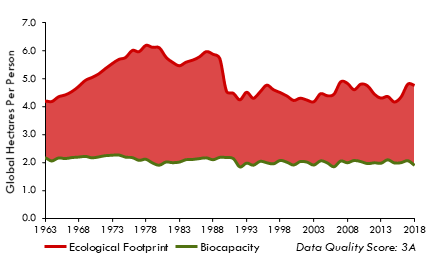 7.0
6.0
5.0
4.0
3.0
2.0
1.0
0.0
Global Hectares Per Person
1963 1968 1973 1978 1983 1988 1993 1998 2003 2008 2013 2018
Ecological Footprint Biocapacity Data Quality Score: 3A